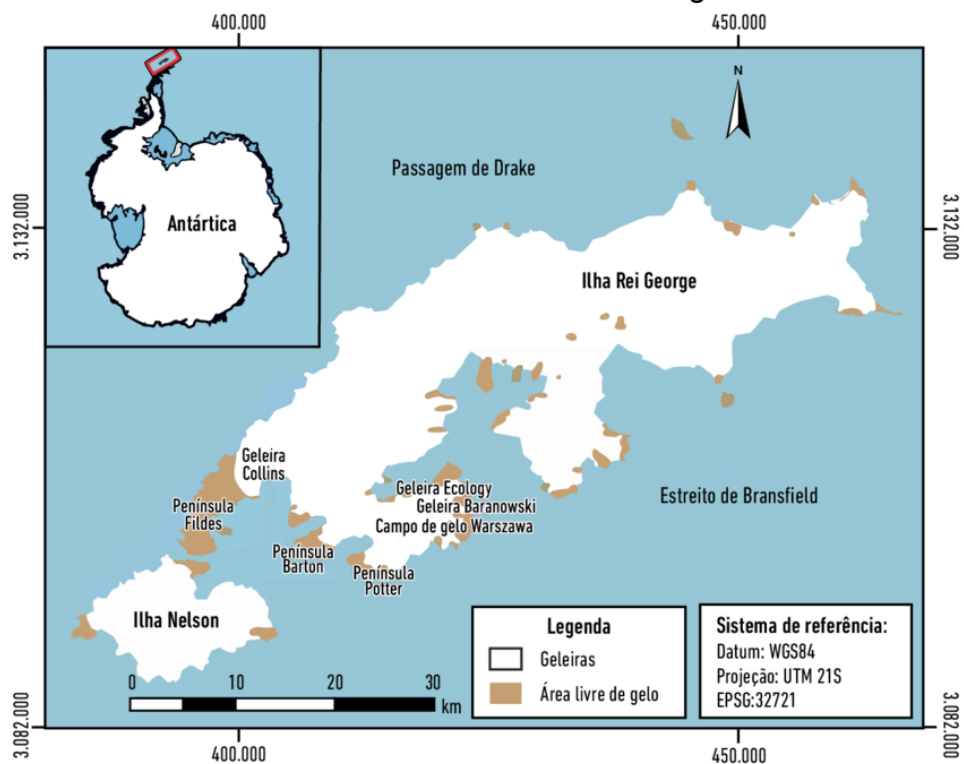 400.000
450.000
N
Passagem de Drake
Antártica
3.132.000
3.132.000
Ilha Rei George
Geleira
Collins
Geleira Ecology
Geleira Baranowski
Campo de gelo Warszawa
Estreito de Bransfield
Península
Fildes
Península
Barton
Península
Potter
Ilha Nelson
Legenda
Geleiras
Área livre de gelo
Sistema de referência:
Datum: WGS84
Projeção: UTM 21S
EPSG:32721
0
10
20
30
km
3.082.000
3.082.000
400.000
450.000